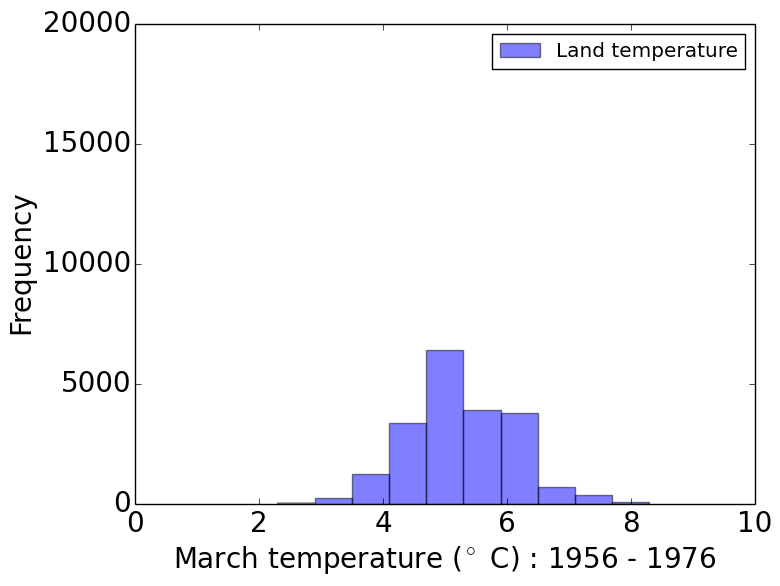 20000
Land temperature
15000
Frequency
10000
5000
0
0 2 4 6 8 10
March temperature (° C) : 1956 - 1976